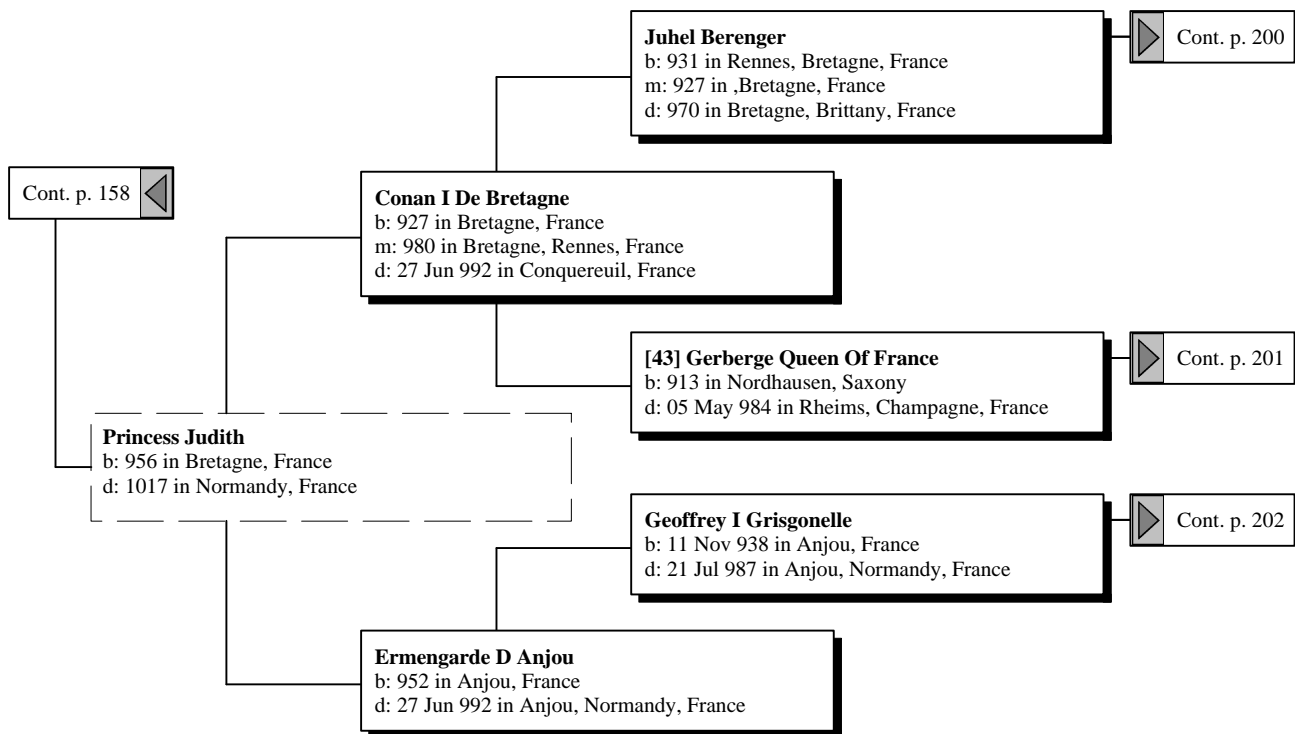 Juhel Berenger
b: 931 in Rennes, Bretagne, France
m: 927 in ,Bretagne, France
d: 970 in Bretagne, Brittany, France
Cont. p. 200
Cont. p. 158
Conan I De Bretagne
b: 927 in Bretagne, France
m: 980 in Bretagne, Rennes, France
d: 27 Jun 992 in Conquereuil, France
[43] Gerberge Queen Of France
b: 913 in Nordhausen, Saxony
d: 05 May 984 in Rheims, Champagne, France
Cont. p. 201
Princess Judith
b: 956 in Bretagne, France
d: 1017 in Normandy, France
Geoffrey I Grisgonelle
b: 11 Nov 938 in Anjou, France
d: 21 Jul 987 in Anjou, Normandy, France
Cont. p. 202
Ermengarde D Anjou
b: 952 in Anjou, France
d: 27 Jun 992 in Anjou, Normandy, France